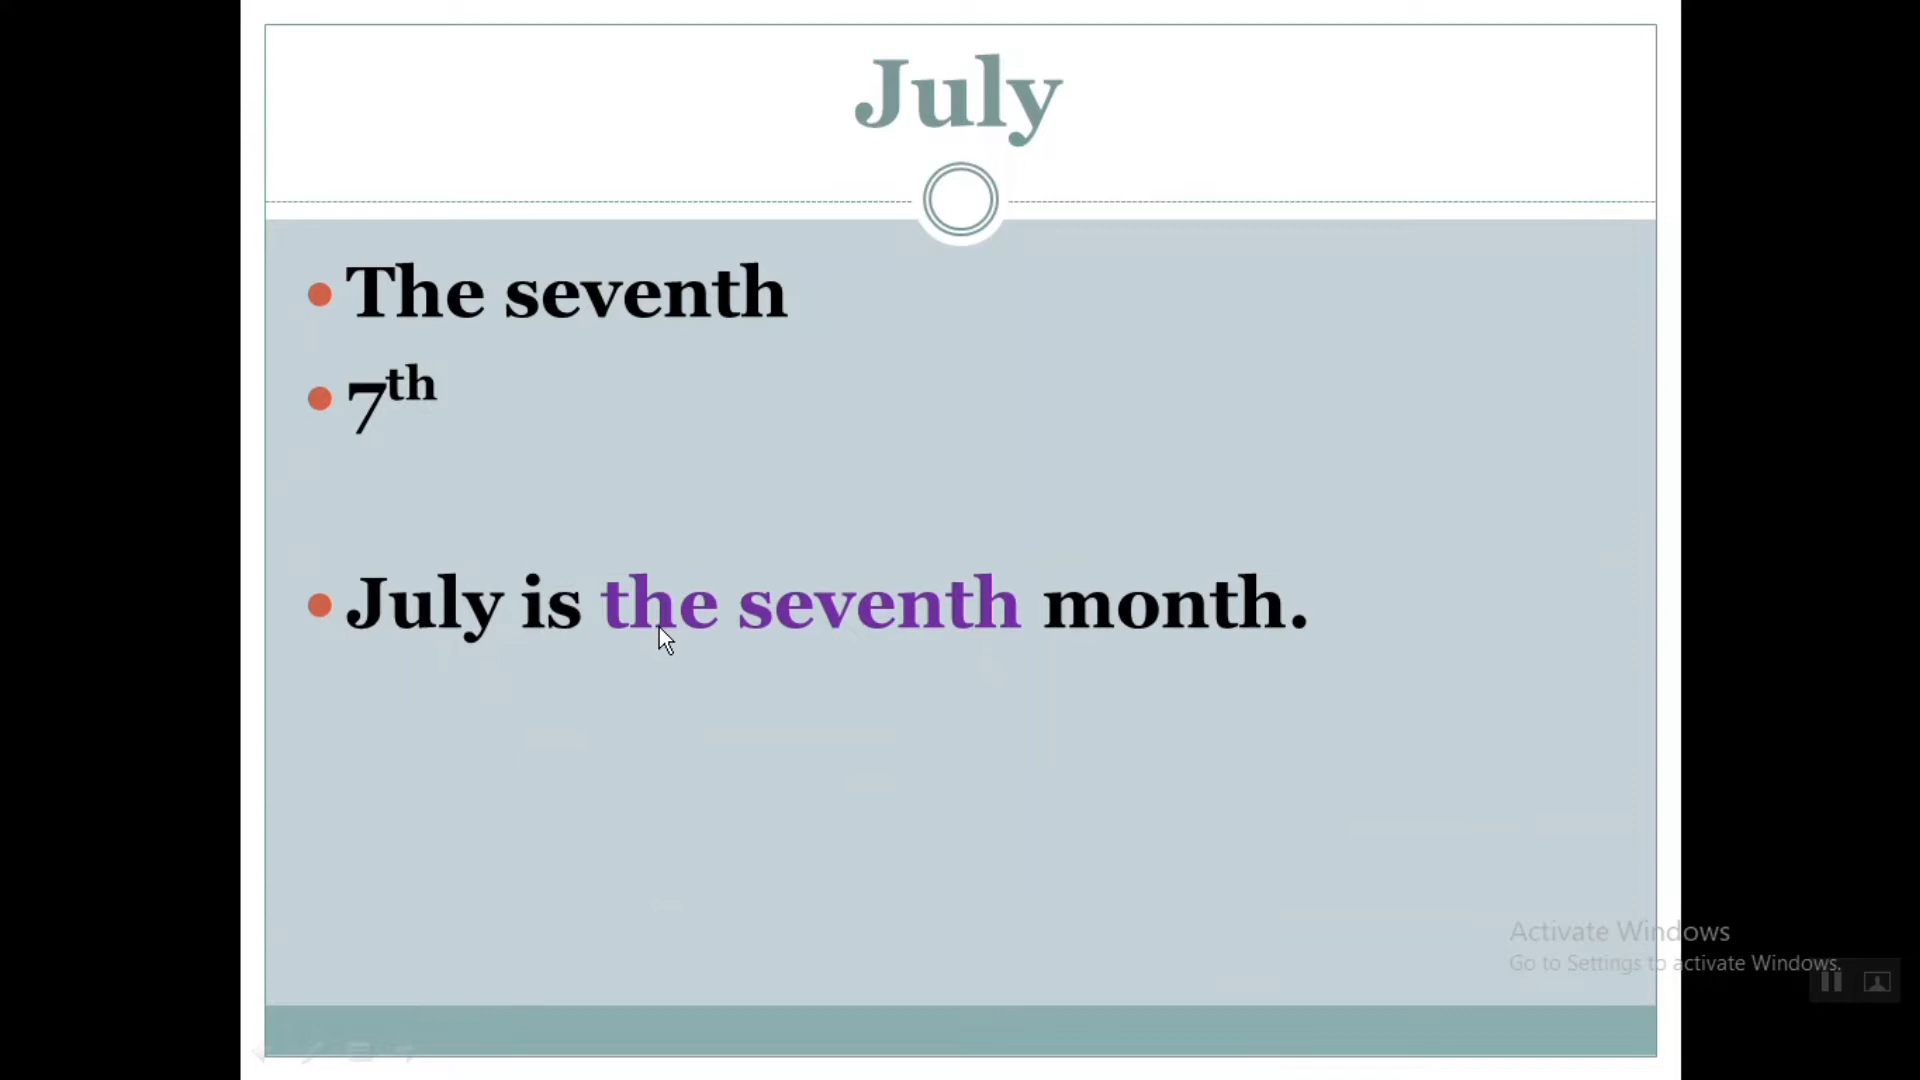 July
The seventh
7th
July is the seventh month.
Activate Windows
Go to Settings to activate Windows.